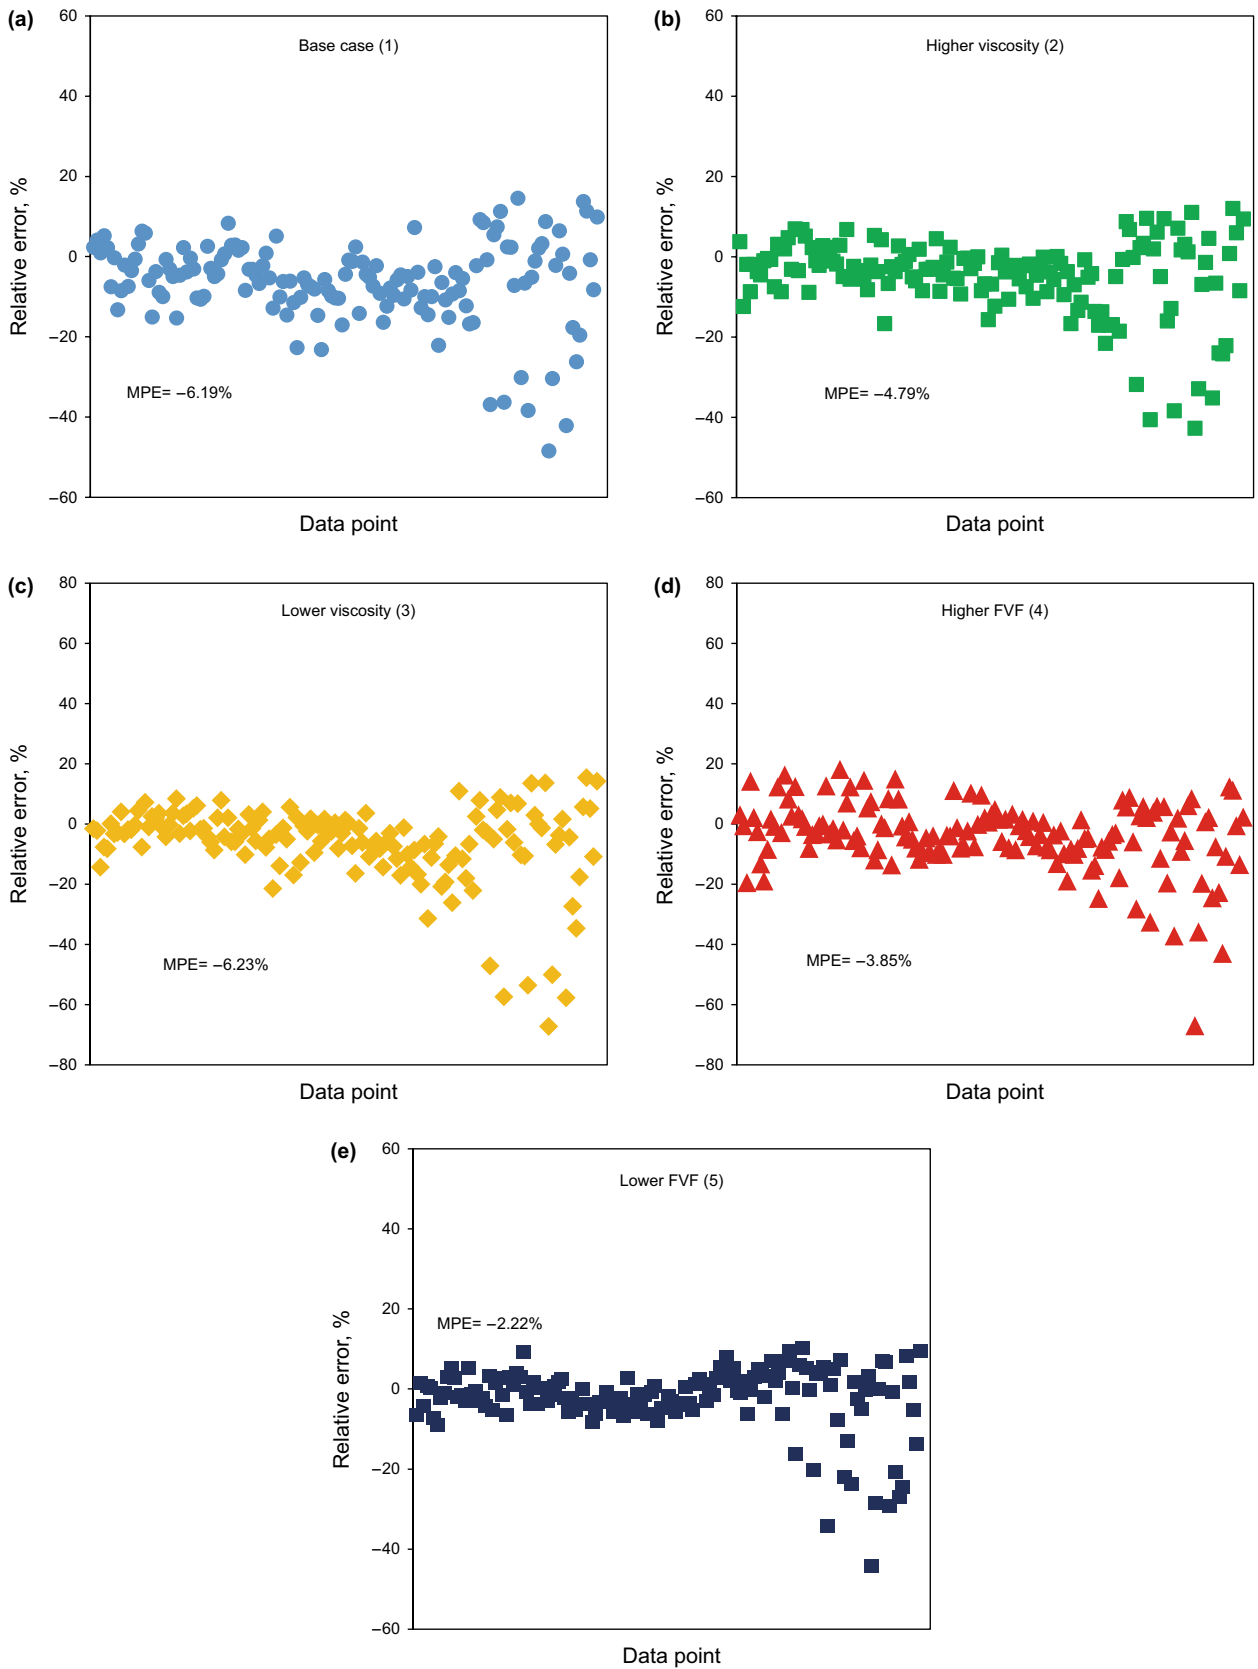 (a)
Base case (1)
60
40
20
0
–20
–40
–60
Relative error, %
MPE= –6.19%
Data point
(b)
Higher viscosity (2)
60
40
20
0
–20
–40
–60
Relative error, %
MPE= –4.79%
Data point
(c)
Lower viscosity (3)
80
60
40
20
0
–20
–40
–60
–80
Relative error, %
MPE= –6.23%
Data point
(d)
Higher FVF (4)
80
60
40
20
0
–20
–40
–60
–80
Relative error, %
MPE= –3.85%
Data point
(e)
Lower FVF (5)
60
40
20
0
–20
–40
–60
Relative error, %
MPE= –2.22%
Data point